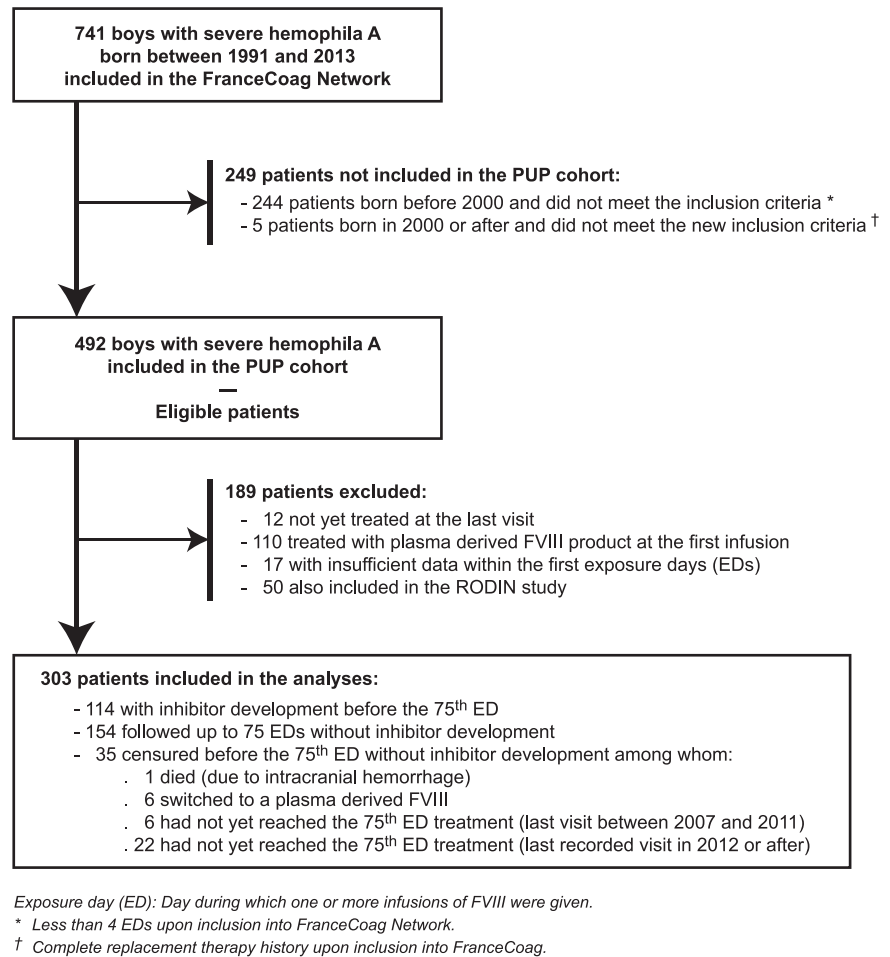 741 boys with severe hemophila A
born between 1991 and 2013
included in the FranceCoag Network
249 patients not included in the PUP cohort:
- 244 patients born before 2000 and did not meet the inclusion criteria *
- 5 patients born in 2000 or after and did not meet the new inclusion criteria †
492 boys with severe hemophila A
included in the PUP cohort
—
Eligible patients
189 patients excluded:
- 12 not yet treated at the last visit
- 110 treated with plasma derived FVIII product at the first infusion
- 17 with insufficient data within the first exposure days (EDs)
- 50 also included in the RODIN study
303 patients included in the analyses:
- 114 with inhibitor development before the 75th ED
- 154 followed up to 75 EDs without inhibitor development
- 35 censured before the 75th ED without inhibitor development among whom:
. 1 died (due to intracranial hemorrhage)
. 6 switched to a plasma derived FVIII
. 6 had not yet reached the 75th ED treatment (last visit between 2007 and 2011)
. 22 had not yet reached the 75th ED treatment (last recorded visit in 2012 or after)
Exposure day (ED): Day during which one or more infusions of FVIII were given.
* Less than 4 EDs upon inclusion into FranceCoag Network.
† Complete replacement therapy history upon inclusion into FranceCoag.